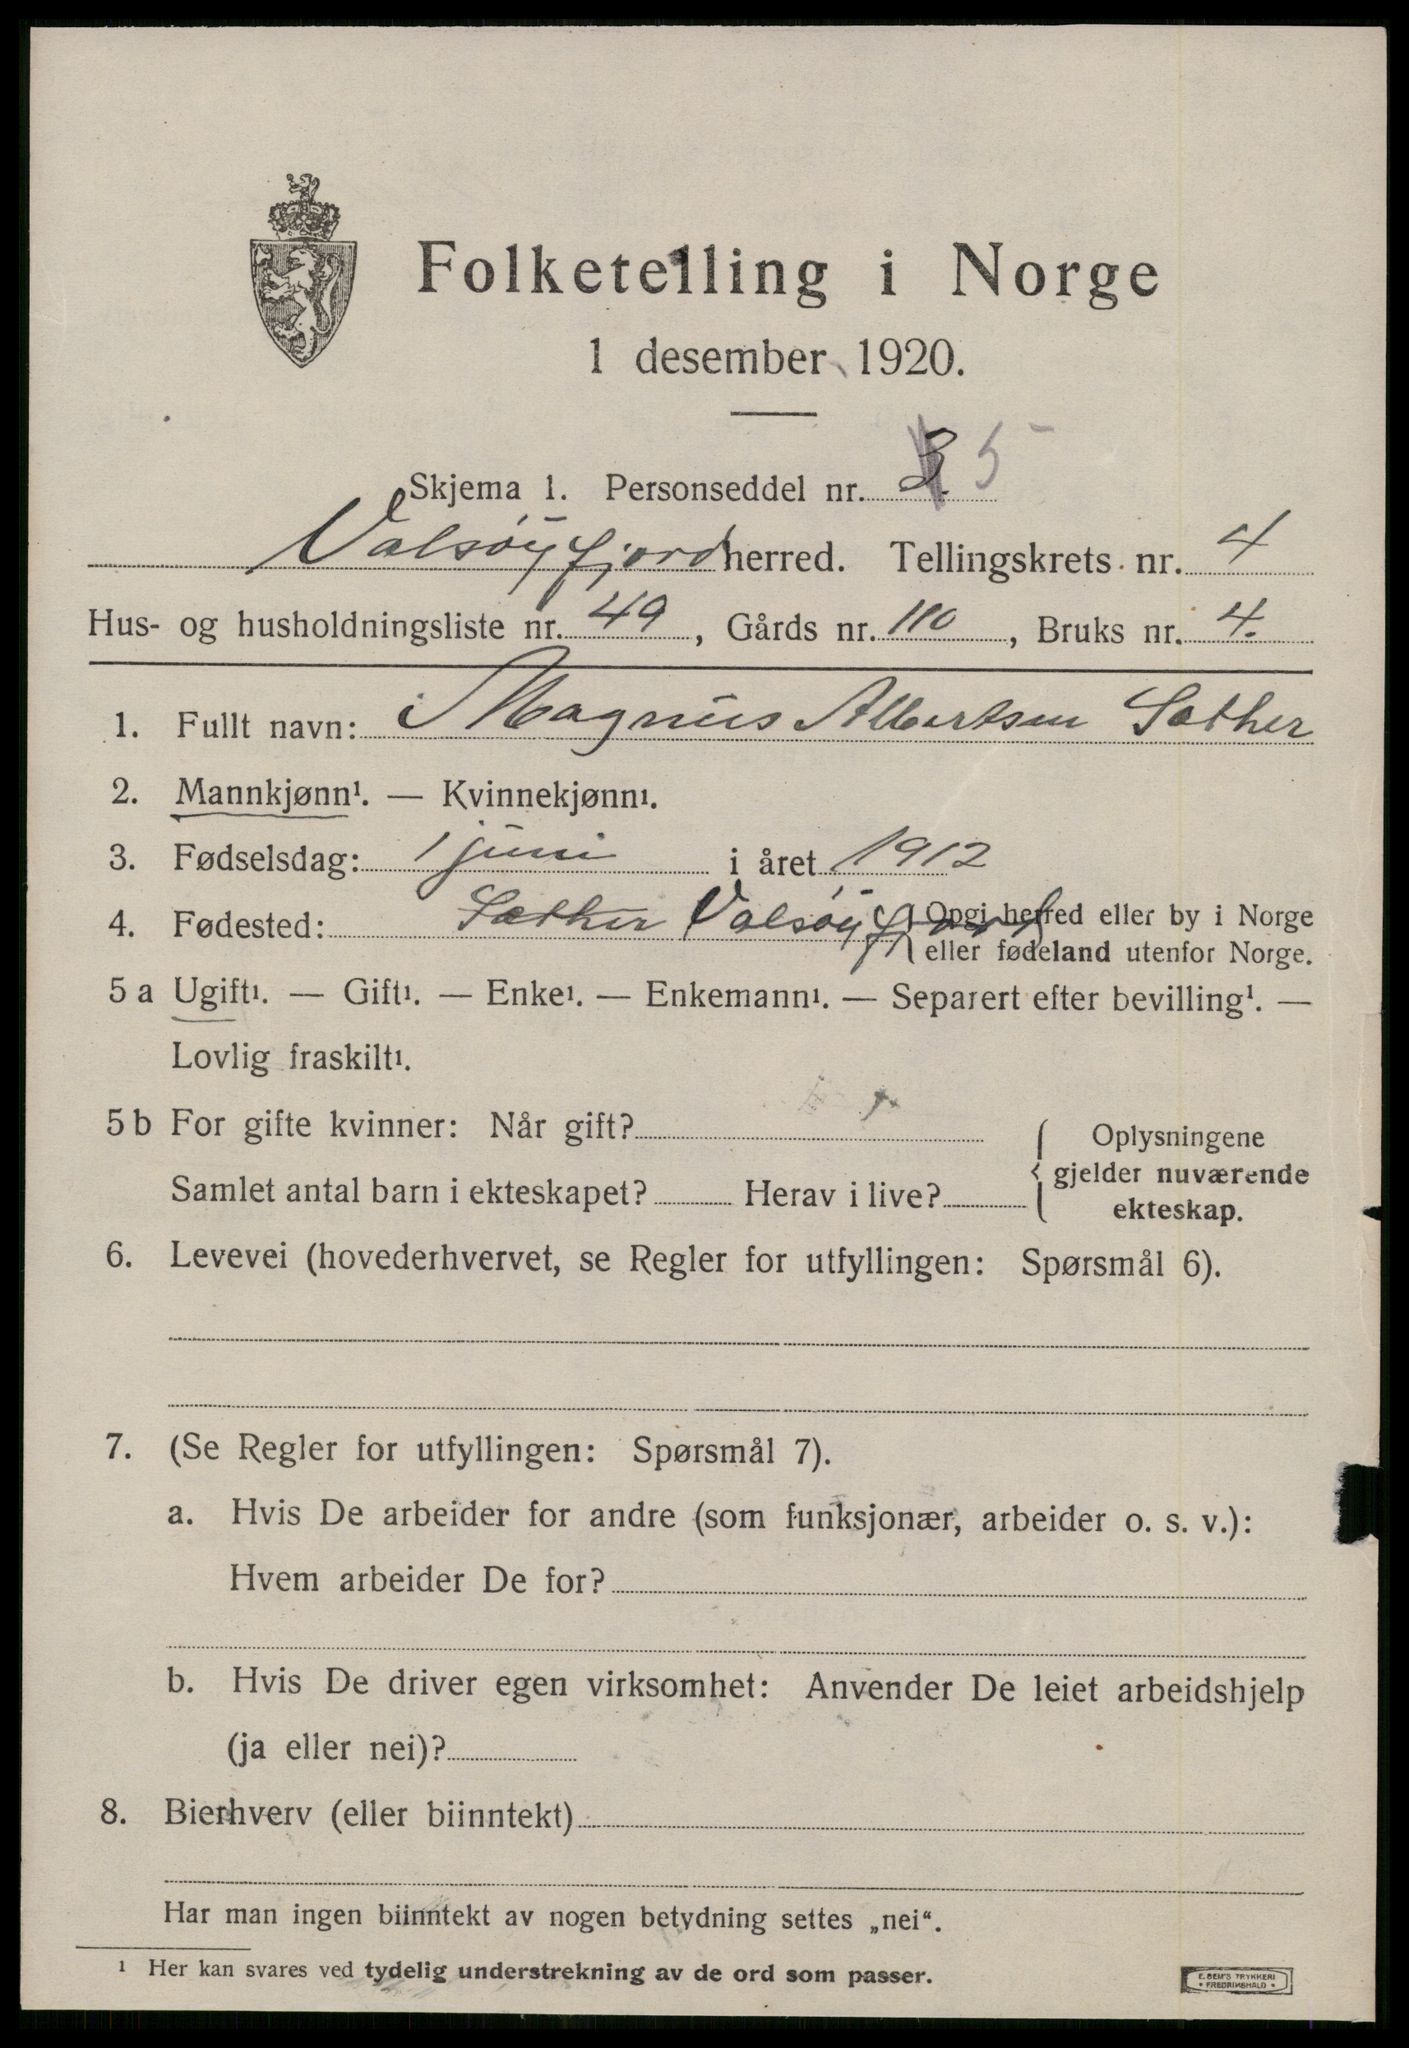 Folketelling i Norge
1 desember 1920.
Skjema 1. Personseddel nr. 3 5
Valsøyfjord herred. Tellingskrets nr. 4
Hus- og husholdningsliste nr. 49, Gårds nr. 110, Bruks nr. 4.
1. Fullt navn: Magnus Albertsen Sæther
2. Mannkjønn¹. — Kvinnekjønn¹.
3. Fødselsdag: 1 juni i året 1912
4. Fødested: Sæther Valsøyfjord Opgi herred eller by i Norge
eller fødeland utenfor Norge.
5 a Ugift¹. — Gift¹. — Enke¹. — Enkemann¹. — Separert efter bevilling¹. —
Lovlig fraskilt¹.
5 b For gifte kvinner: Når gift?
Samlet antal barn i ekteskapet? Herav i live?
Oplysningene
gjelder nuværende
ekteskap.
6. Levevei (hovederhvervet, se Regler for utfyllingen: Spørsmål 6).
7. (Se Regler for utfyllingen: Spørsmål 7).
a. Hvis De arbeider for andre (som funksjonær, arbeider o. s. v.):
Hvem arbeider De for?
b. Hvis De driver egen virksomhet: Anvender De leiet arbeidshjelp
(ja eller nei)?
8. Bierhverv (eller biinntekt)
Har man ingen biinntekt av nogen betydning settes „nei“.
¹ Her kan svares ved tydelig understrekning av de ord som passer.
E. SEM'S TRYKKERI
• FREDRIKSHALD •